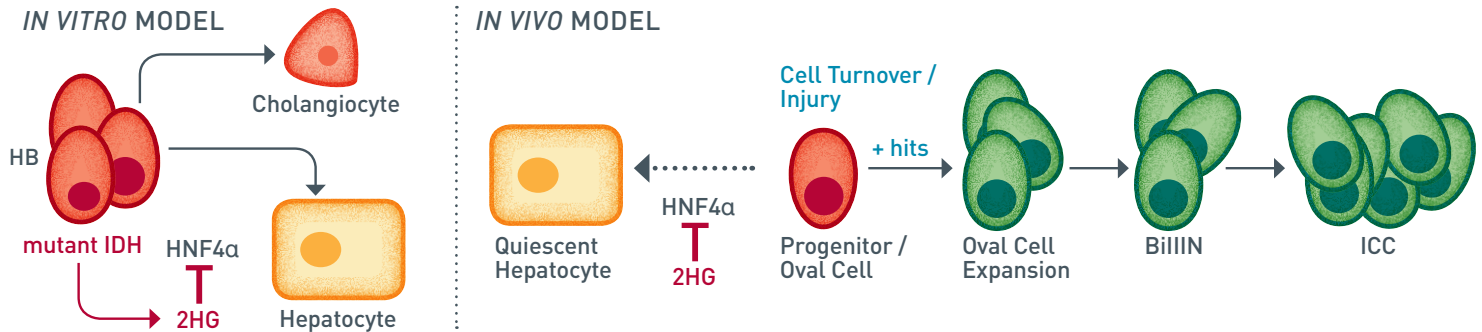 IN VITRO MODEL
Cholangiocyte
HB
mutant IDH
HNF4α
2HG
Hepatocyte
IN VIVO MODEL
Quiescent
Hepatocyte
HNF4α
2HG
Cell Turnover /
Injury
+ hits
Progenitor /
Oval Cell
Oval Cell
Expansion
BilIIN
ICC